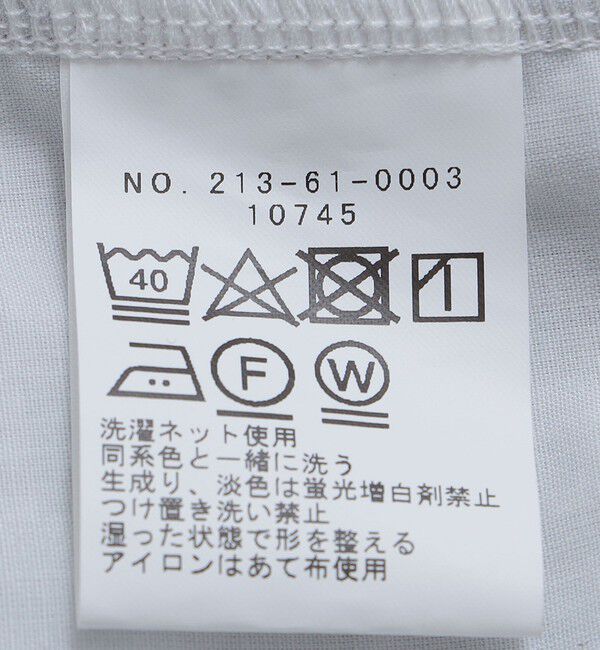 NO. 213-61-0003
10745
40
F W
洗濯ネット使用
同系色と一緒に洗う
生成り、淡色は蛍光増白剤禁止
つけ置き洗い禁止
湿った状態で形を整える
アイロンはあて布使用